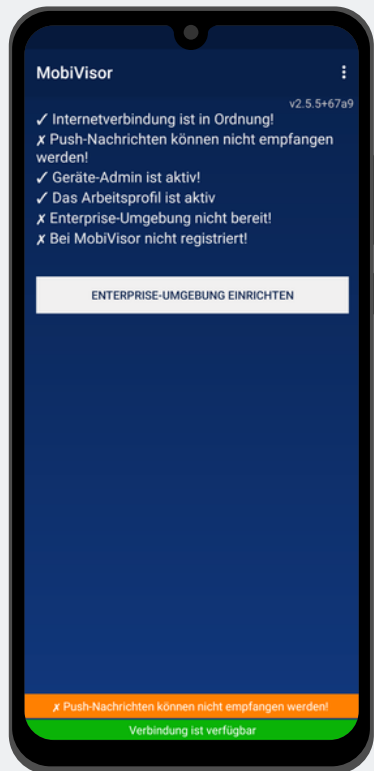 MobiVisor
v2.5.5+67a9
✓ Internetverbindung ist in Ordnung!
✗ Push-Nachrichten können nicht empfangen
werden!
✓ Geräte-Admin ist aktiv!
✓ Das Arbeitsprofil ist aktiv
✗ Enterprise-Umgebung nicht bereit!
✗ Bei MobiVisor nicht registriert!
ENTERPRISE-UMGEBUNG EINRICHTEN
✗ Push-Nachrichten können nicht empfangen werden!
Verbindung ist verfügbar